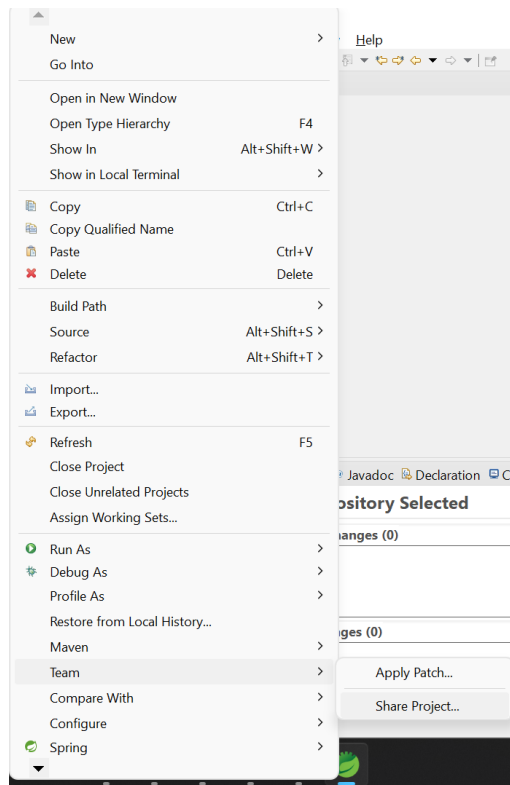 New
Help
Go Into
Open in New Window
Open Type Hierarchy F4
Show In Alt+Shift+W
Show in Local Terminal
Copy Ctrl+C
Copy Qualified Name
Paste Ctrl+V
Delete Delete
Build Path
Source Alt+Shift+S
Refactor Alt+Shift+T
Import...
Export...
Refresh F5
Javadoc Declaration C
Close Project
Close Unrelated Projects
ository Selected
Assign Working Sets...
anges (0)
Run As
Debug As
Profile As
Restore from Local History...
ges (0)
Maven
Team
Apply Patch...
Compare With
Share Project...
Configure
Spring